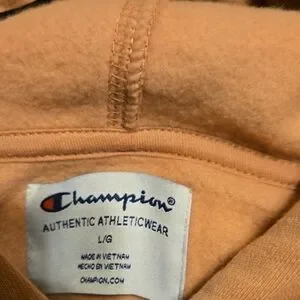 Champion®
AUTHENTIC ATHLETICWEAR
L/G
MADE IN VIETNAM
HECHO EN VIETNAM
CHAMPION.COM